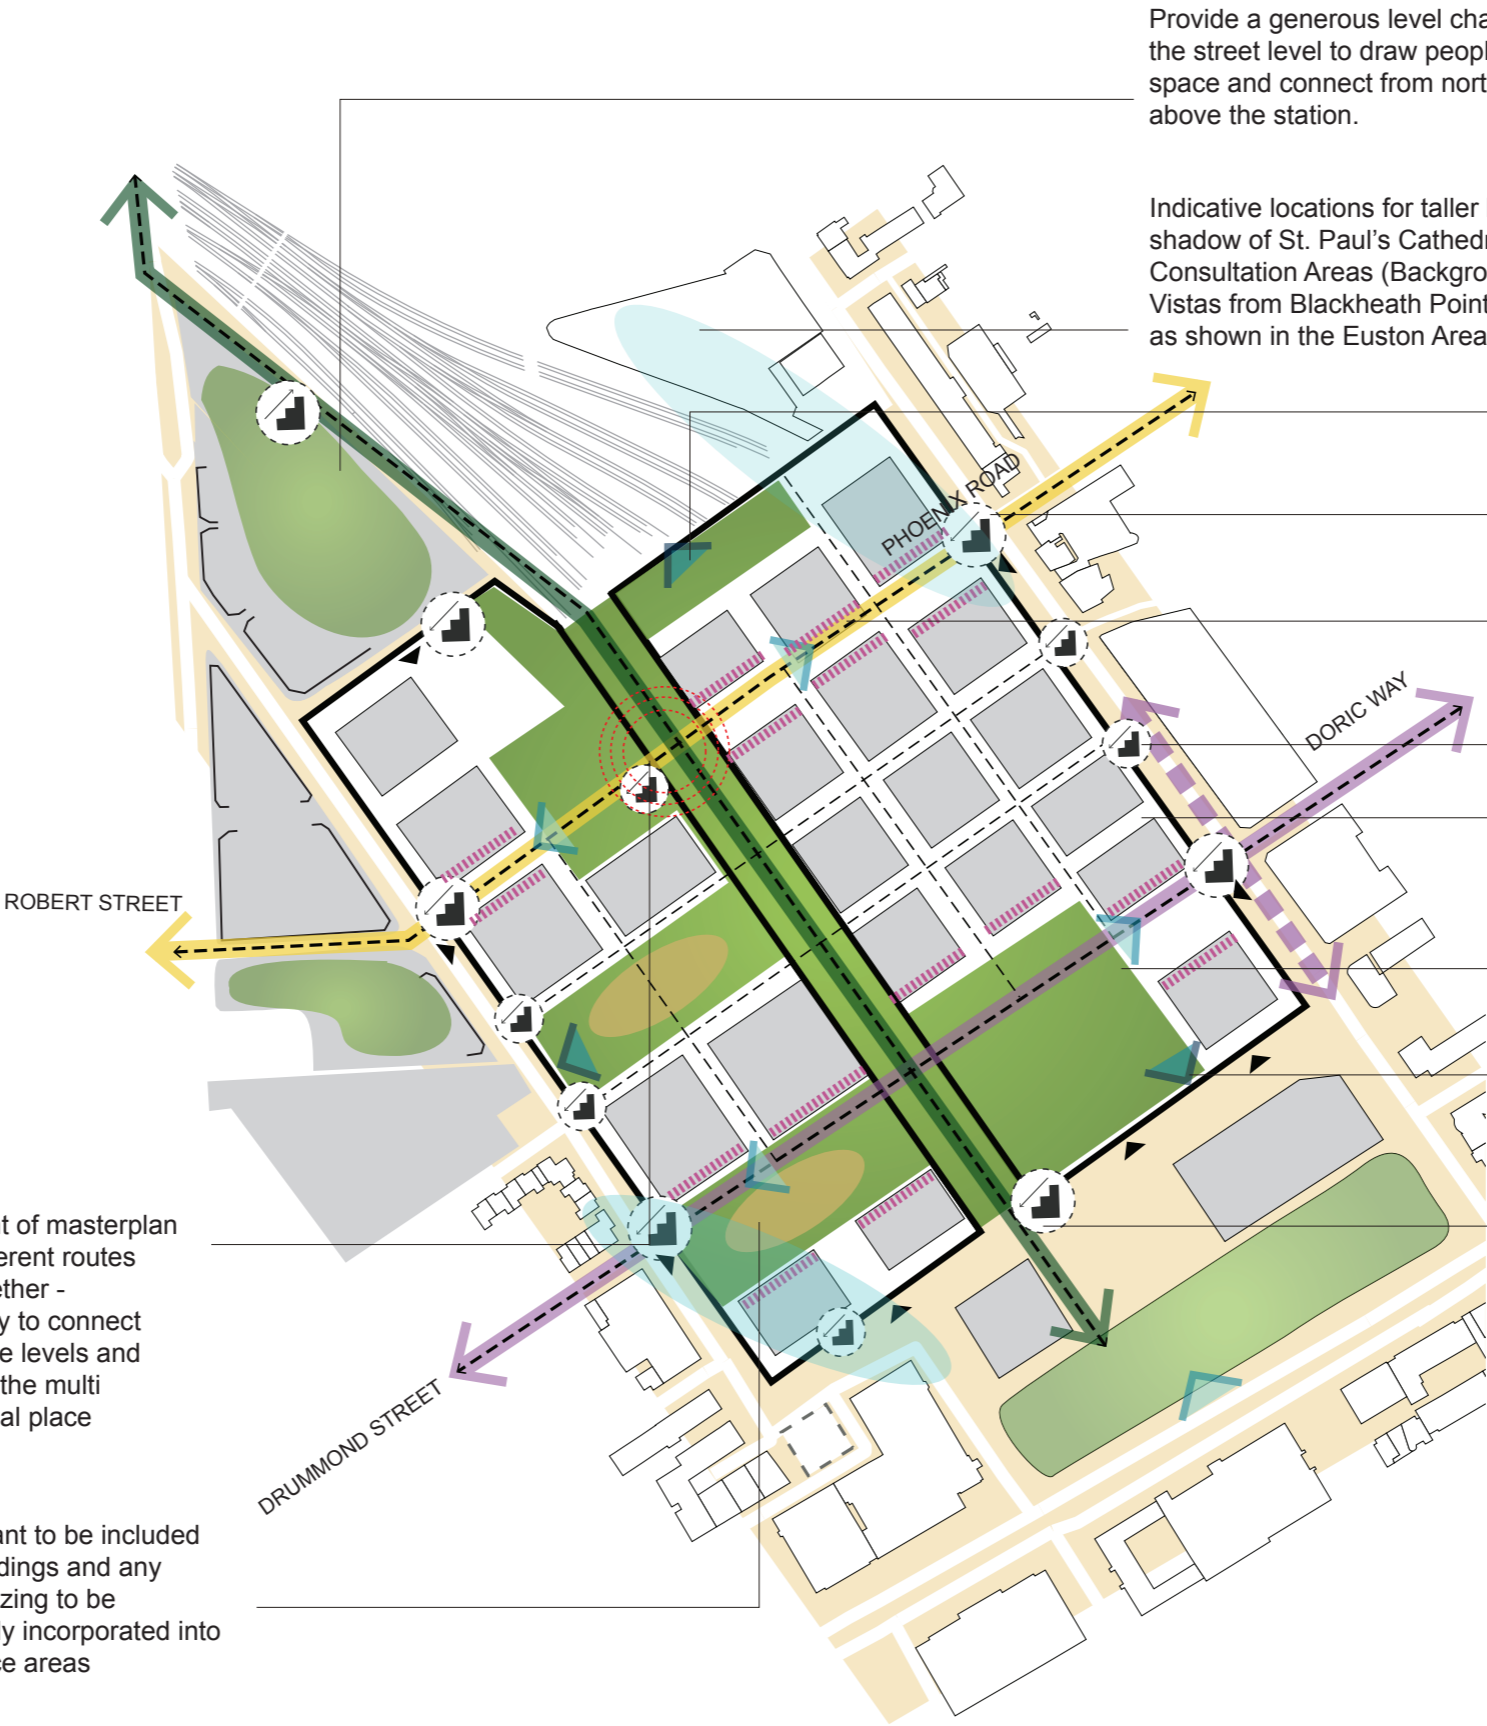 Provide a generous level cha
the street level to draw peopl
space and connect from nort
above the station.
Indicative locations for taller
shadow of St. Paul's Cathedr
Consultation Areas (Backgro
Vistas from Blackheath Point
as shown in the Euston Area
PHOENIX ROAD
DORIC WAY
ROBERT STREET
DRUMMOND STREET
t of masterplan
erent routes
ether -
y to connect
e levels and
the multi
al place
ant to be included
dings and any
zing to be
ly incorporated into
ce areas